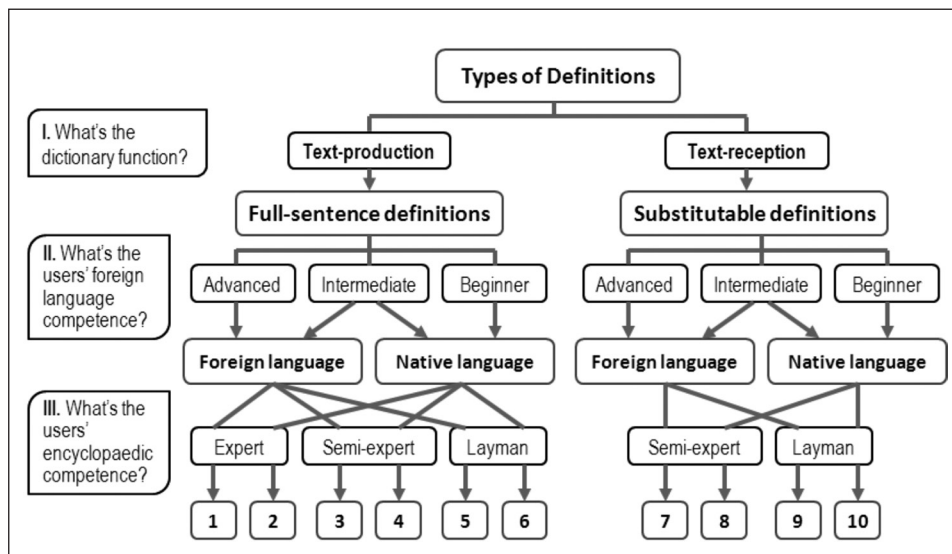 Types of Definitions
I. What's the
dictionary function?
Text-production
Text-reception
Full-sentence definitions
Substitutable definitions
II. What's the
users' foreign
language
competence?
Advanced
Intermediate
Beginner
Advanced
Intermediate
Beginner
Foreign language
Native language
Foreign language
Native language
III. What's the
users'
encyclopaedic
competence?
Expert
Semi-expert
Layman
Semi-expert
Layman
1
2
3
4
5
6
7
8
9
10